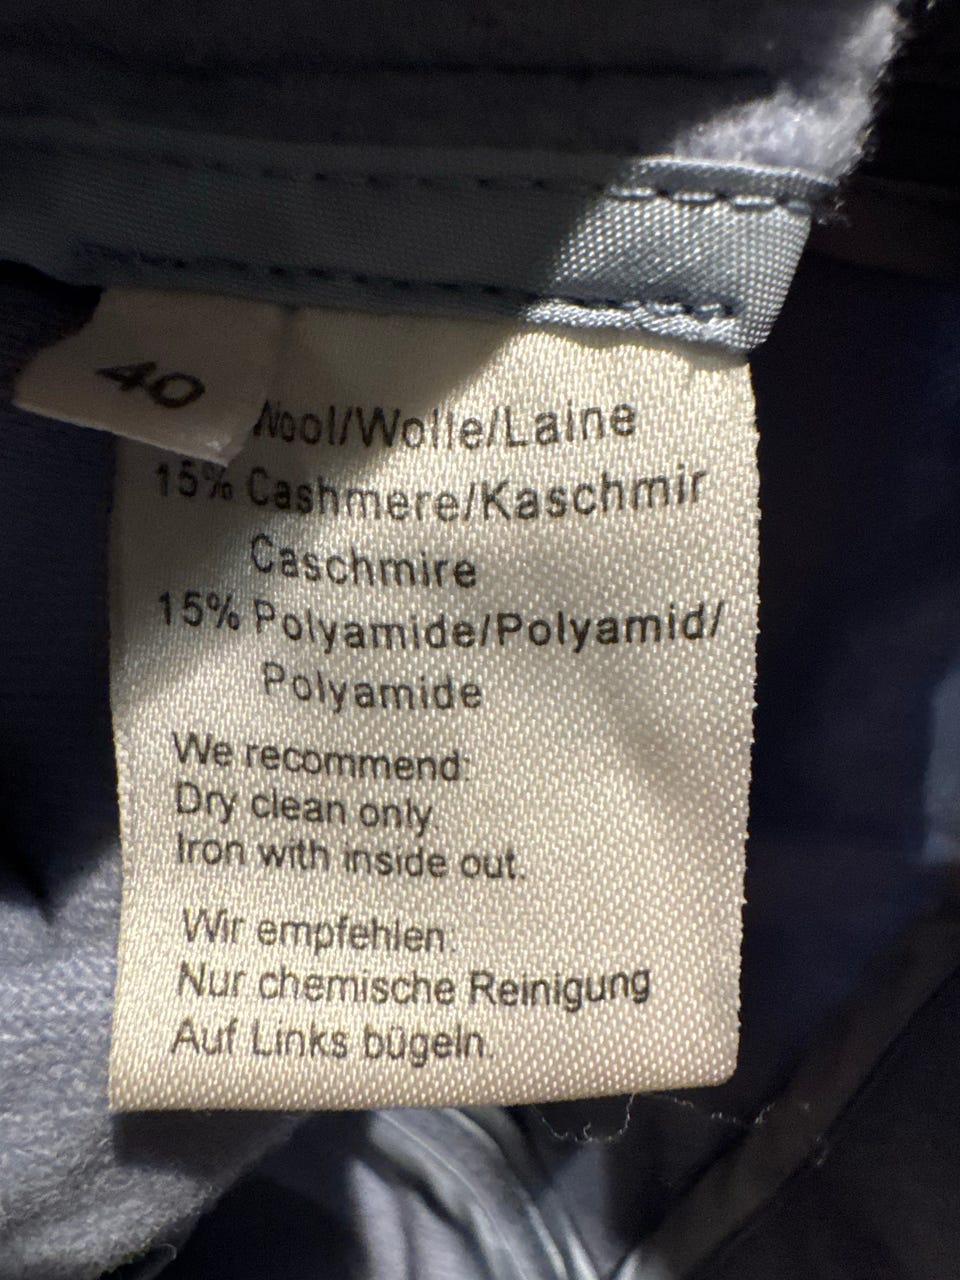 40
Wool/Wolle/Laine
15% Cashmere/Kaschmir
Caschmire
15% Polyamide/Polyamid/
Polyamide
We recommend:
Dry clean only.
Iron with inside out.
Wir empfehlen:
Nur chemische Reinigung
Auf Links bügeln.